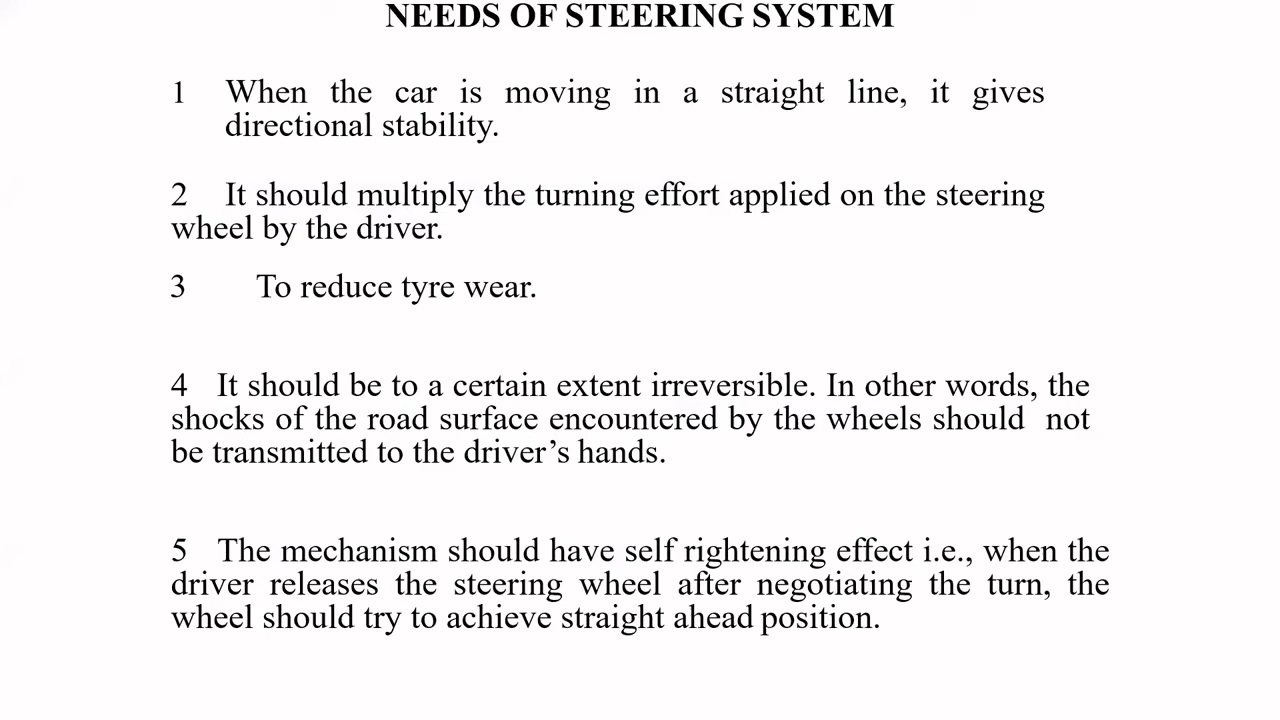 NEEDS OF STEERING SYSTEM
1 When the car is moving in a straight line, it gives
directional stability.
2 It should multiply the turning effort applied on the steering
wheel by the driver.
3 To reduce tyre wear.
4 It should be to a certain extent irreversible. In other words, the
shocks of the road surface encountered by the wheels should not
be transmitted to the driver’s hands.
5 The mechanism should have self rightening effect i.e., when the
driver releases the steering wheel after negotiating the turn, the
wheel should try to achieve straight ahead position.